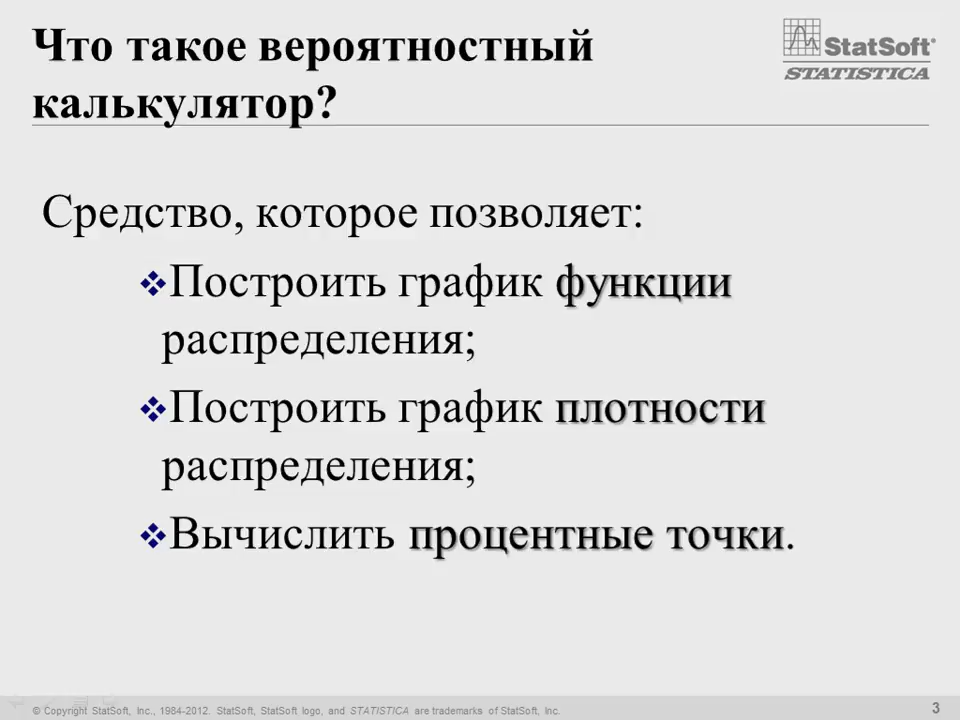 Что такое вероятностный
калькулятор?
StatSoft®
STATISTICA
Средство, которое позволяет:
❖Построить график функции
распределения;
❖Построить график плотности
распределения;
❖Вычислить процентные точки.
© Copyright StatSoft, Inc., 1984-2012. StatSoft, StatSoft logo, and STATISTICA are trademarks of StatSoft, Inc.
3